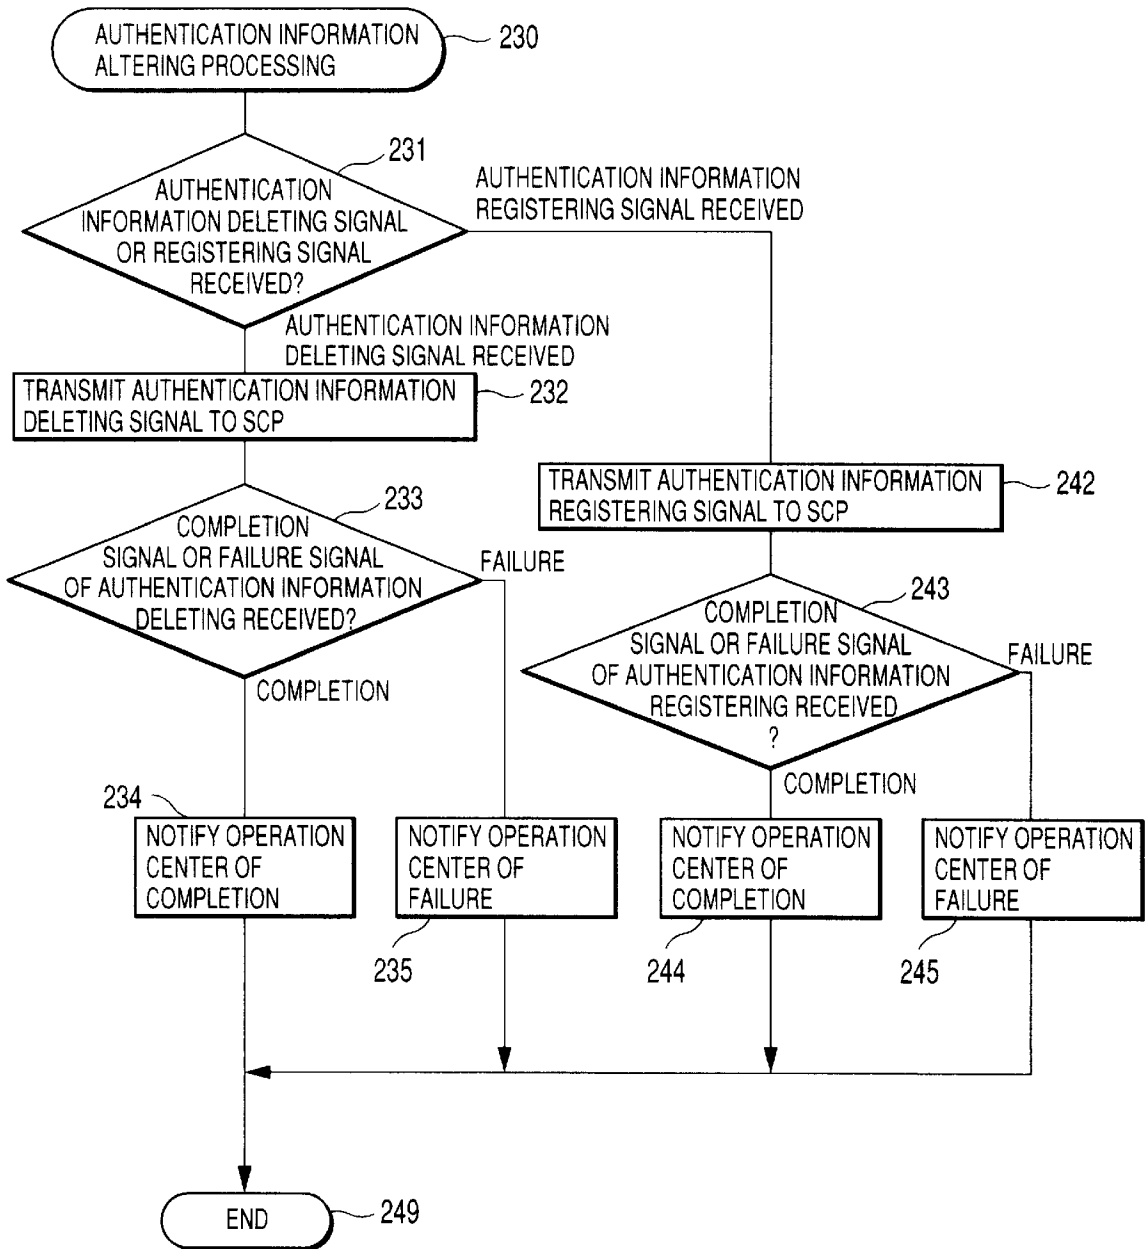 AUTHENTICATION INFORMATION
ALTERING PROCESSING
230
231
AUTHENTICATION
INFORMATION DELETING SIGNAL
OR REGISTERING SIGNAL
RECEIVED?
AUTHENTICATION INFORMATION
REGISTERING SIGNAL RECEIVED
AUTHENTICATION INFORMATION
DELETING SIGNAL RECEIVED
TRANSMIT AUTHENTICATION INFORMATION
DELETING SIGNAL TO SCP
232
TRANSMIT AUTHENTICATION INFORMATION
REGISTERING SIGNAL TO SCP
242
233
COMPLETION
SIGNAL OR FAILURE SIGNAL
OF AUTHENTICATION INFORMATION
DELETING RECEIVED?
FAILURE
COMPLETION
243
COMPLETION
SIGNAL OR FAILURE SIGNAL
OF AUTHENTICATION INFORMATION
REGISTERING RECEIVED
?
FAILURE
COMPLETION
234
NOTIFY OPERATION
CENTER OF
COMPLETION
NOTIFY OPERATION
CENTER OF
FAILURE
235
NOTIFY OPERATION
CENTER OF
COMPLETION
244
NOTIFY OPERATION
CENTER OF
FAILURE
245
END
249